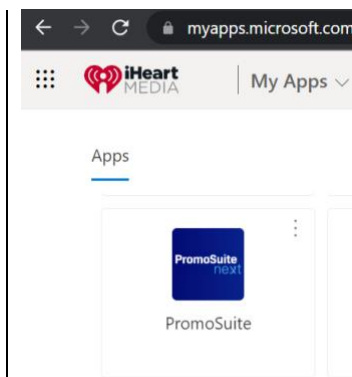 myapps.microsoft.com
iHeart
MEDIA
My Apps
Apps
PromoSuite
next
PromoSuite